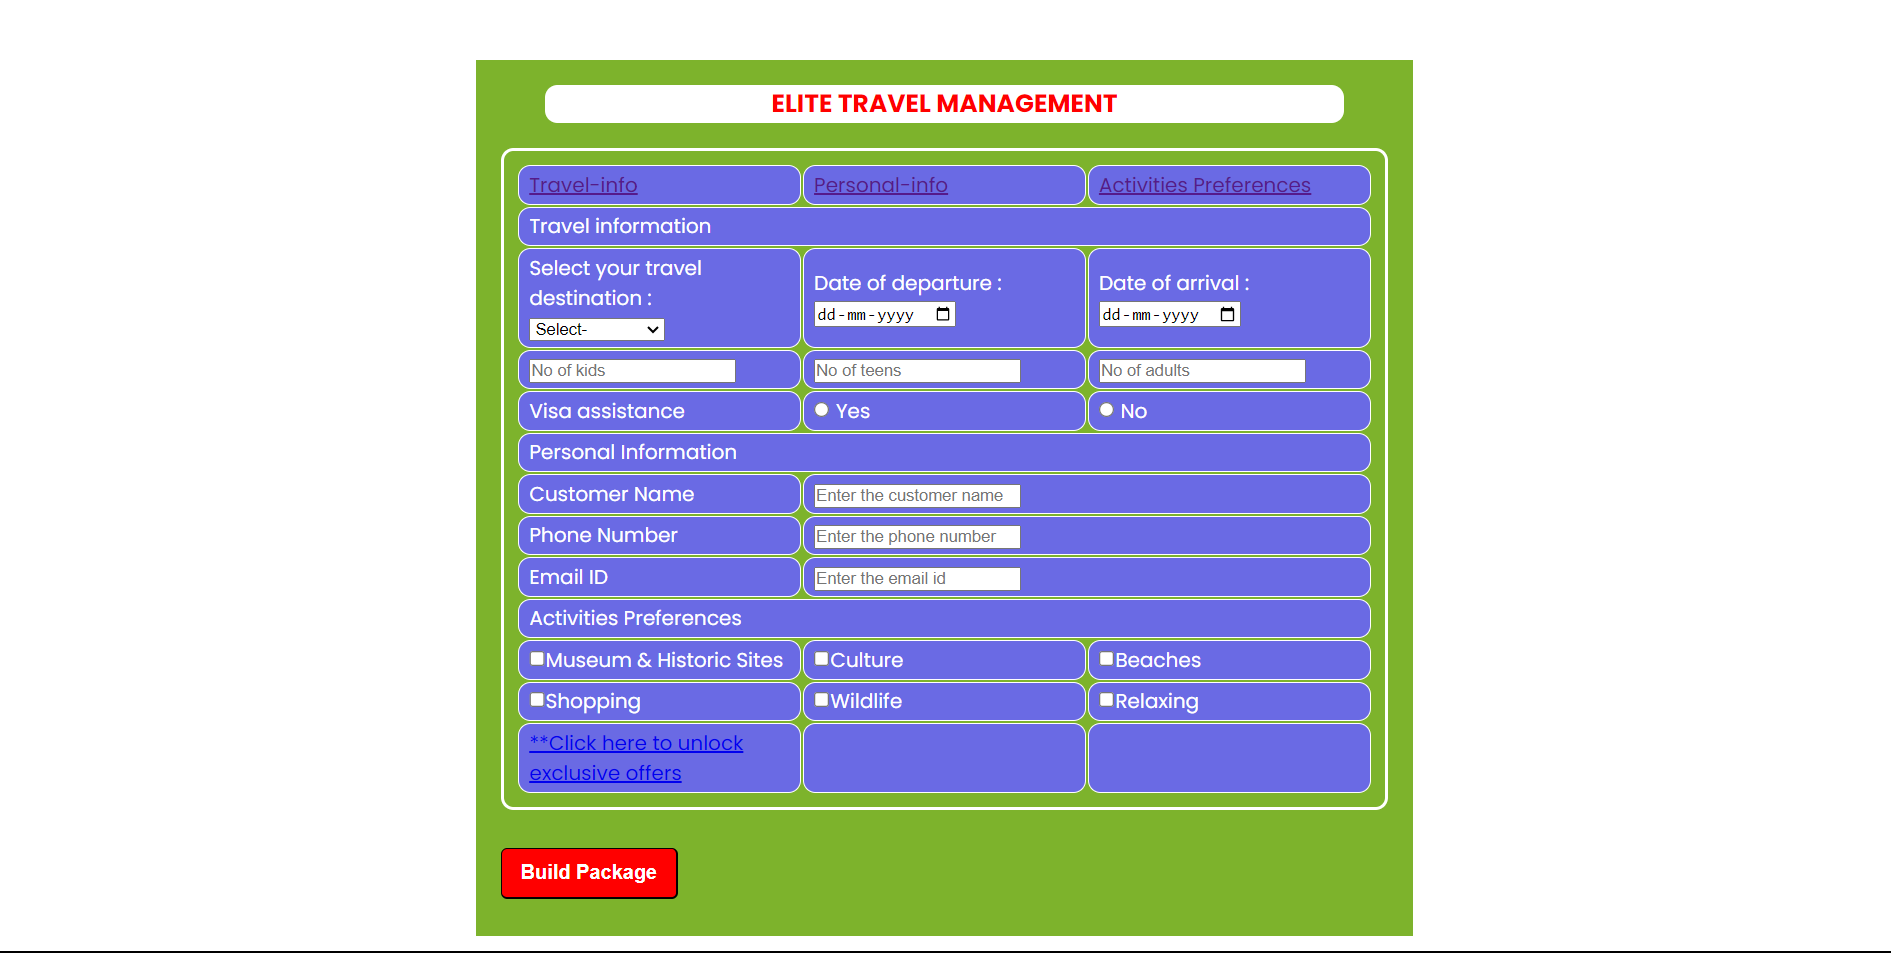 ELITE TRAVEL MANAGEMENT
Travel-info Personal-info Activities Preferences
Travel information
Select your travel
destination :
Select-
Date of departure :
dd-mm-yyyy
Date of arrival :
dd-mm-yyyy
No of kids No of teens No of adults
Visa assistance Yes No
Personal Information
Customer Name Enter the customer name
Phone Number Enter the phone number
Email ID Enter the email id
Activities Preferences
Museum & Historic Sites Culture Beaches
Shopping Wildlife Relaxing
**Click here to unlock
exclusive offers
Build Package